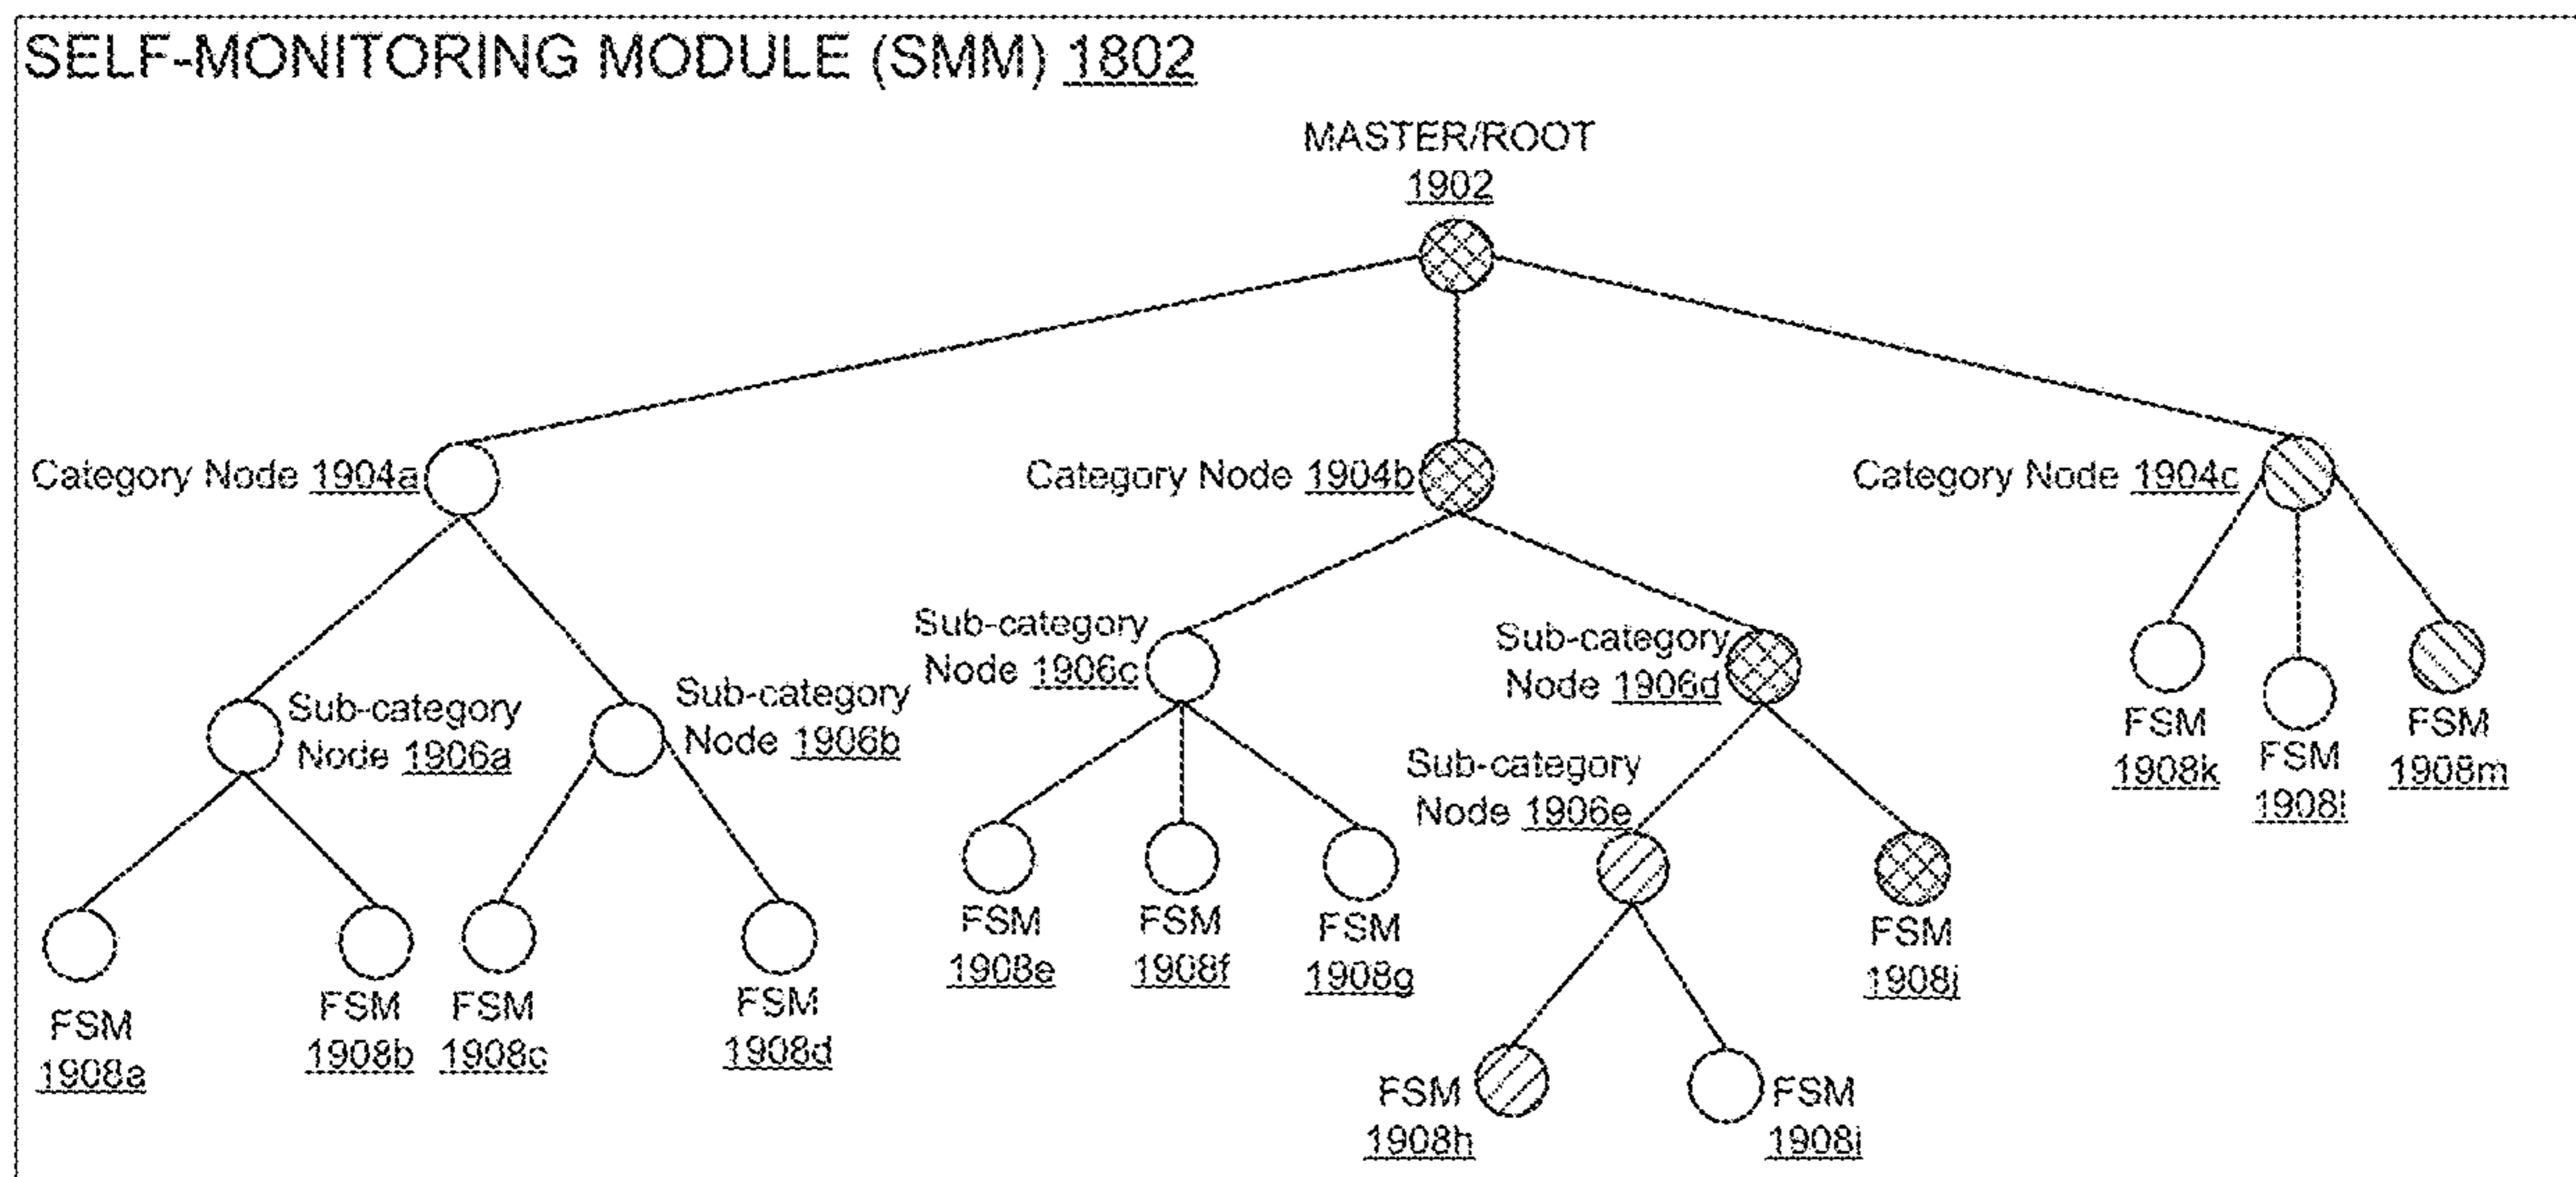 SELF-MONITORING MODULE (SMM) 1802
MASTER/ROOT
1902
Category Node 1904a
Category Node 1904b
Category Node 1904c
Sub-category
Node 1906a
Sub-category
Node 1906b
Sub-category
Node 1906c
Sub-category
Node 1906d
Sub-category
Node 1906e
FSM
1908a
FSM
1908b
FSM
1908c
FSM
1908d
FSM
1908e
FSM
1908f
FSM
1908g
FSM
1908h
FSM
1908i
FSM
1908j
FSM
1908k
FSM
1908l
FSM
1908m